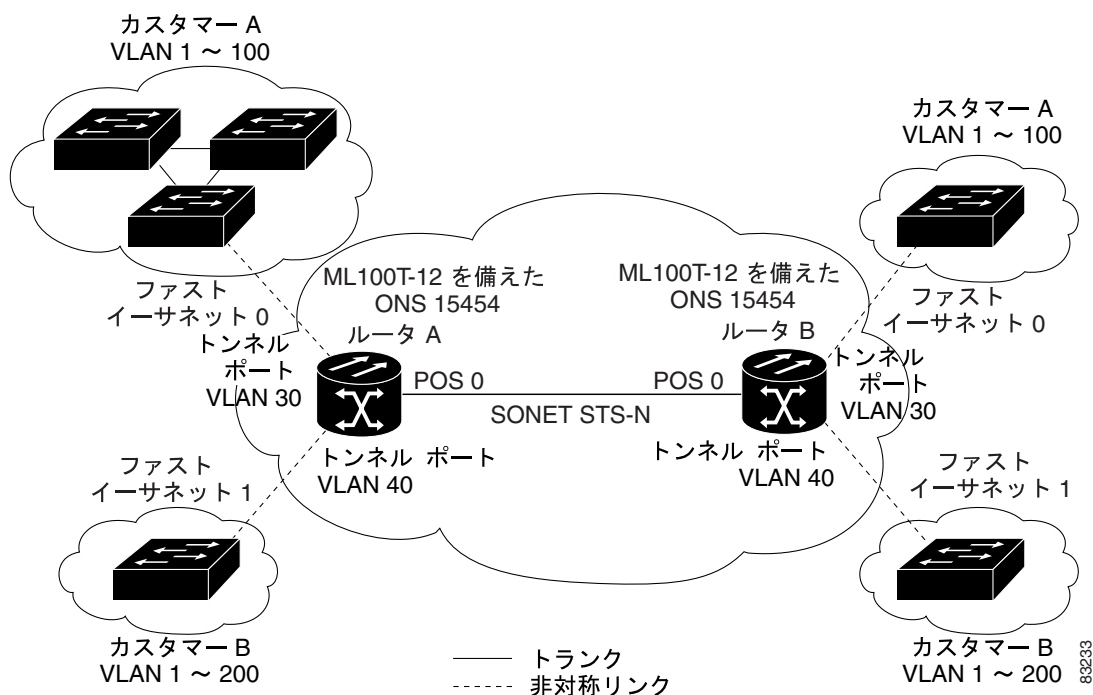 カスタマー A
VLAN 1 ～ 100
カスタマー A
VLAN 1 ～ 100
ML100T-12 を備えた
ONS 15454
ルータ A
ML100T-12 を備えた
ONS 15454
ルータ B
ファスト
イーサネット 0
トンネル
ポート
VLAN 30
ファスト
イーサネット 0
トンネル
ポート
VLAN 30
POS 0
POS 0
SONET STS-N
トンネル ポート
VLAN 40
トンネル ポート
VLAN 40
ファスト
イーサネット 1
ファスト
イーサネット 1
カスタマー B
VLAN 1 ～ 200
カスタマー B
VLAN 1 ～ 200
トランク
非対称リンク
83233